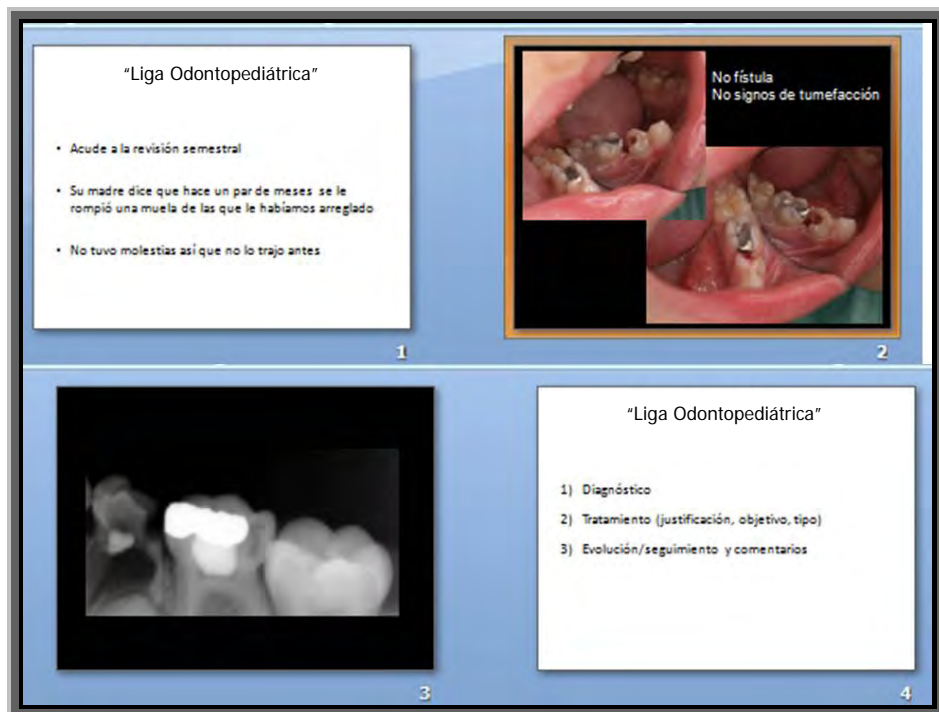 “Liga Odontopediátrica”
• Acude a la revisión semestral
• Su madre dice que hace un par de meses se le
rompió una muela de las que le habíamos arreglado
• No tuvo molestias así que no lo trajo antes
1
No fístula
No signos de tumefacción
2
3
“Liga Odontopediátrica”
1) Diagnóstico
2) Tratamiento (justificación, objetivo, tipo)
3) Evolución/seguimiento y comentarios
4